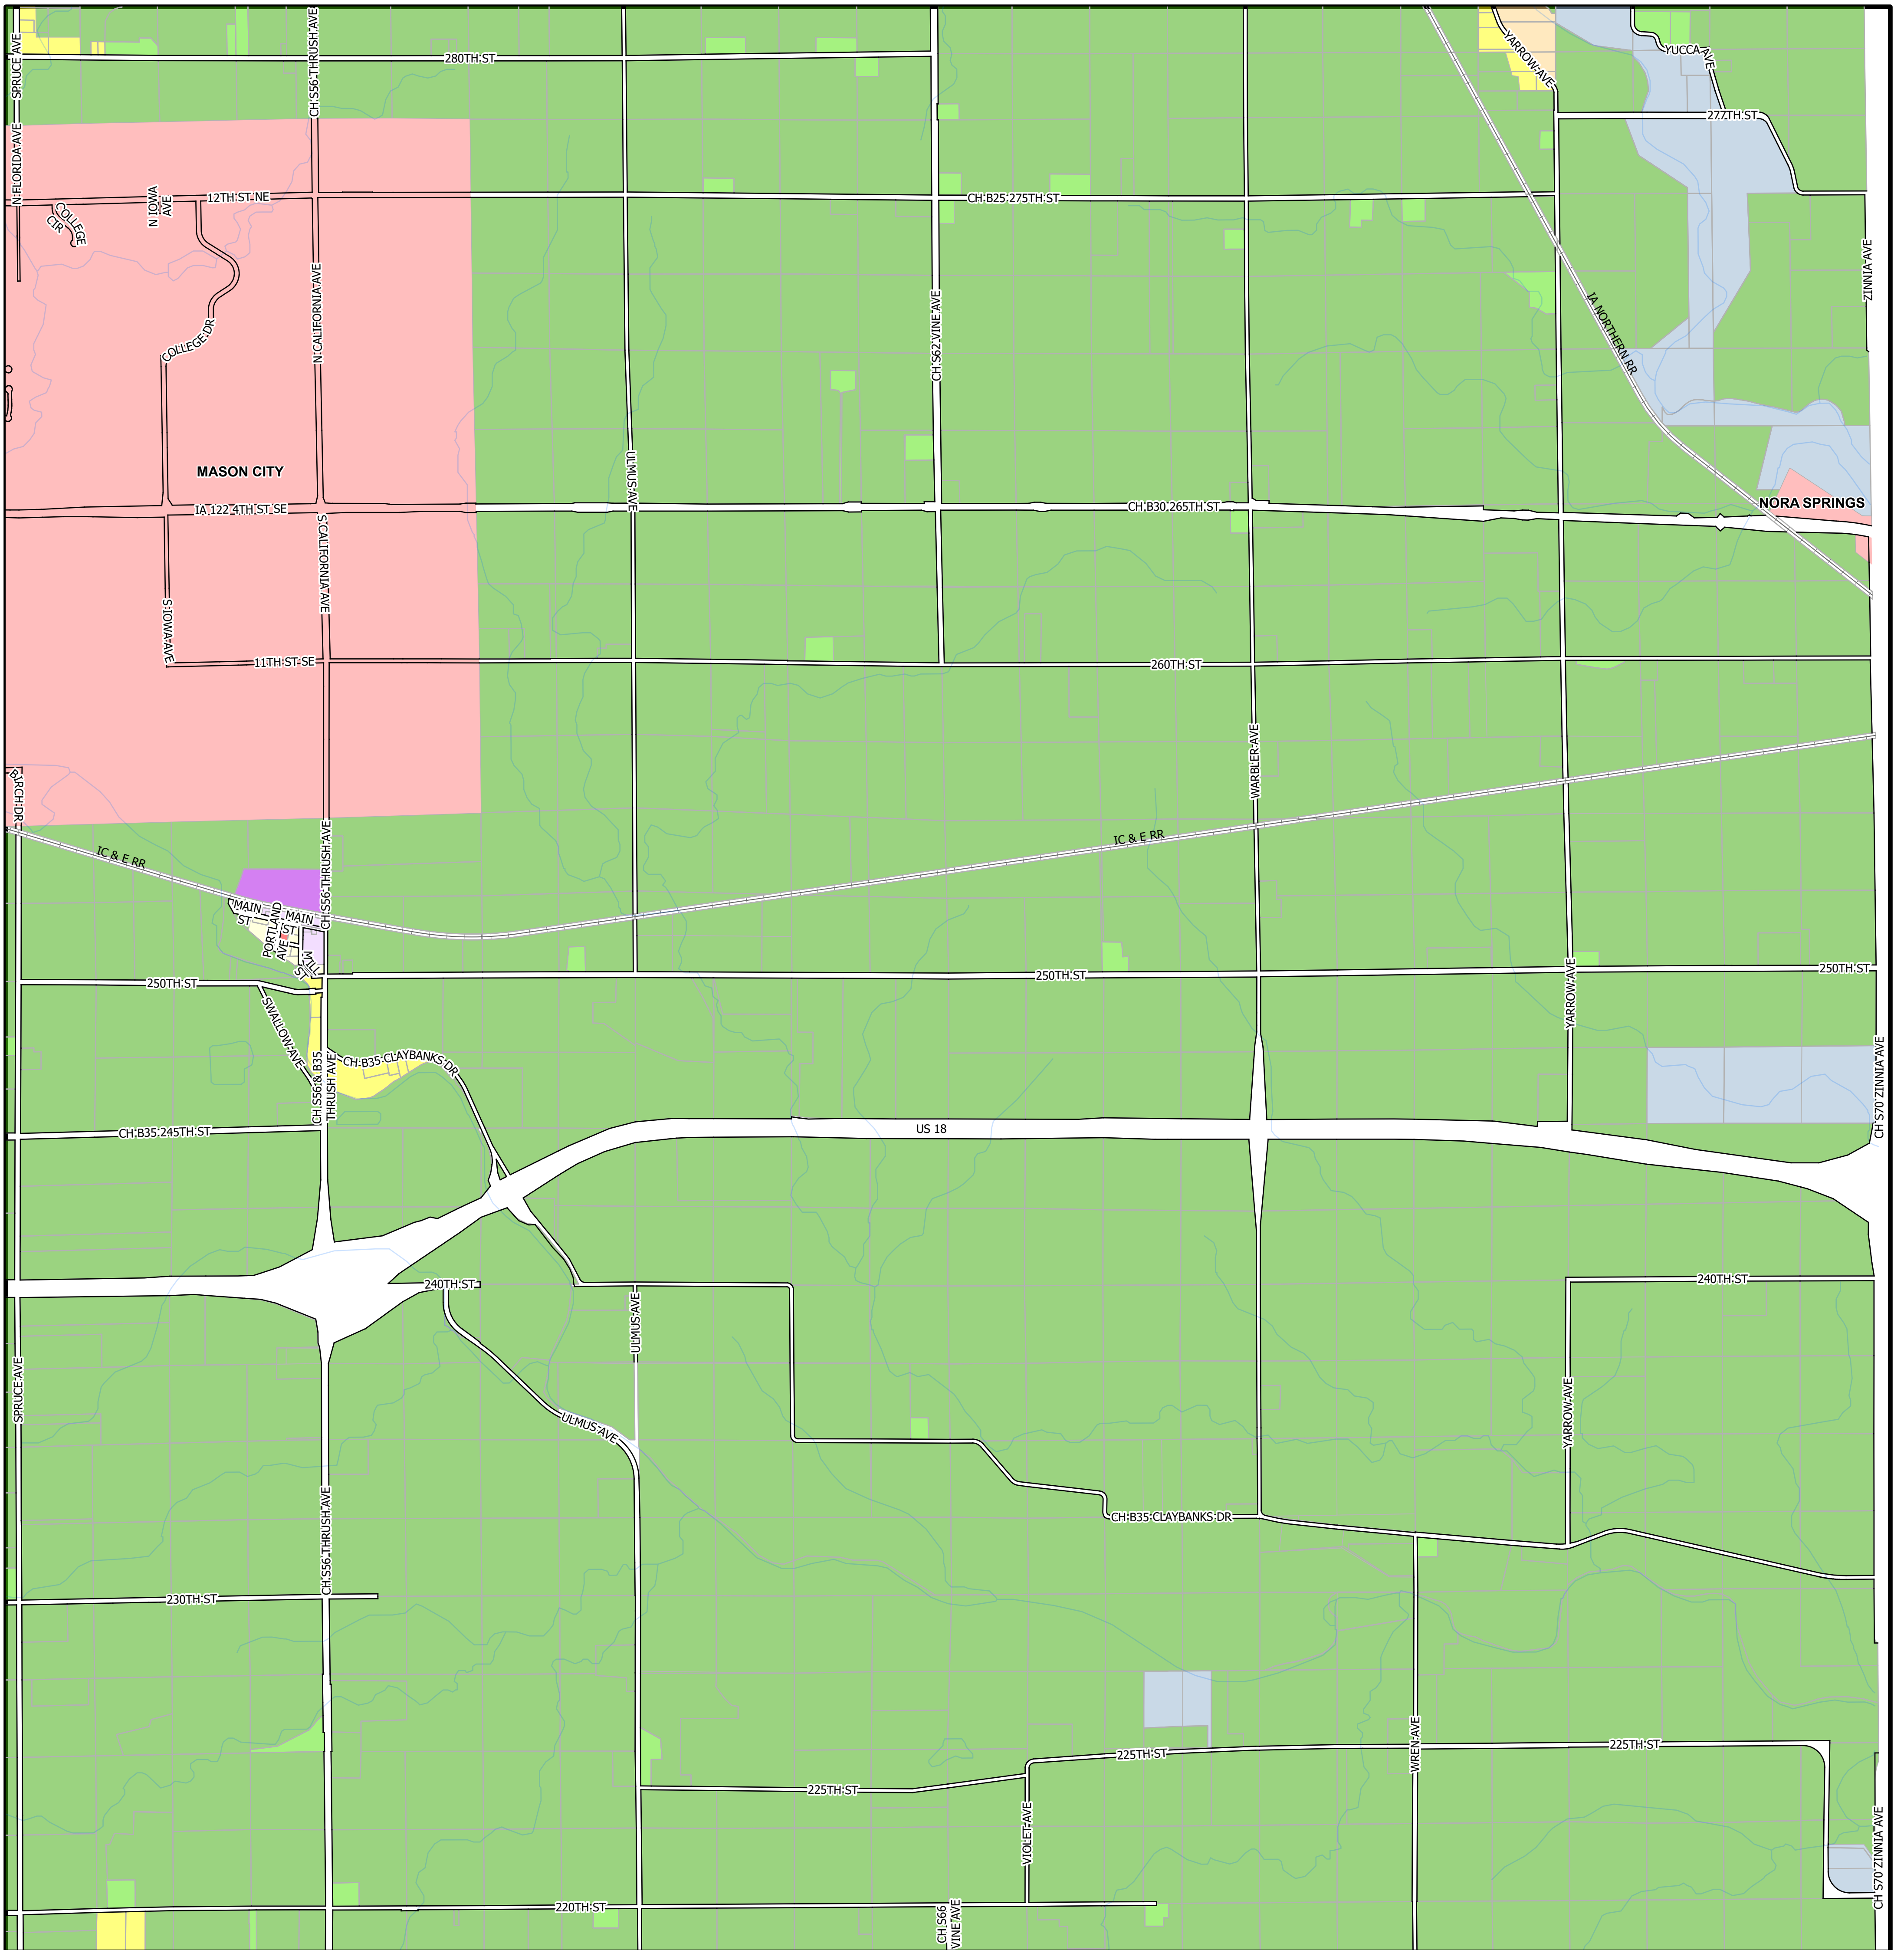 SPRUCE AVE
CH S56 THRUSH AVE
280TH ST
YARROW AVE
YUCCA AVE
277TH ST
N FLORIDA AVE
N IOWA
AVE
12TH ST NE
COLLEGE
CIR
CH B25 275TH ST
ZINNIA AVE
N CALIFORNIA AVE
COLLEGE DR
CH S62 VINE AVE
IA NORTHERN RR
MASON CITY
ULMUS AVE
IA 122 4TH ST SE
CH B30 265TH ST
NORA SPRINGS
S CALIFORNIA AVE
S IOWA AVE
11TH ST SE
260TH ST
WARBLER AVE
BIRCH DR
IC & E RR
IC & E RR
CH S56 THRUSH AVE
MAIN
ST
MAIN
ST
PORTLAND
AVE
MILL
ST
250TH ST
250TH ST
250TH ST
YARROW AVE
SWALLOW AVE
CH B35 CLAYBANKS DR
CH S56 & B35
THRUSH AVE
CH S70 ZINNIA AVE
CH B35 245TH ST
US 18
240TH ST
240TH ST
ULMUS AVE
SPRUCE AVE
ULMUS AVE
YARROW AVE
CH S56 THRUSH AVE
CH B35 CLAYBANKS DR
230TH ST
WREN AVE
225TH ST
225TH ST
225TH ST
VIOLET AVE
CH S70 ZINNIA AVE
220TH ST
CH S66
VINE AVE